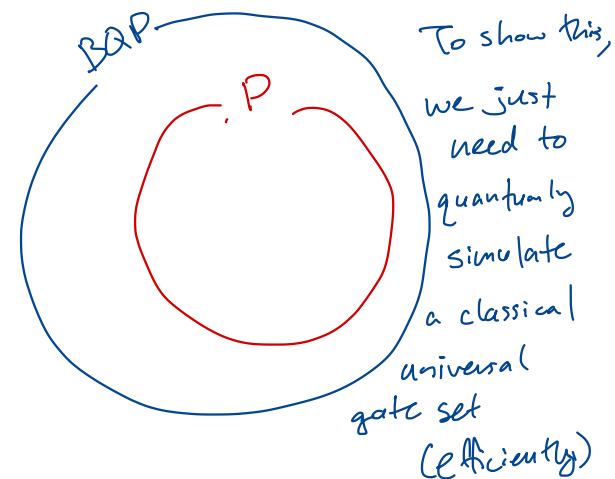 BQP
P
To show this,
we just
need to
quantumly
simulate
a classical
universal
gate set
(efficiently)